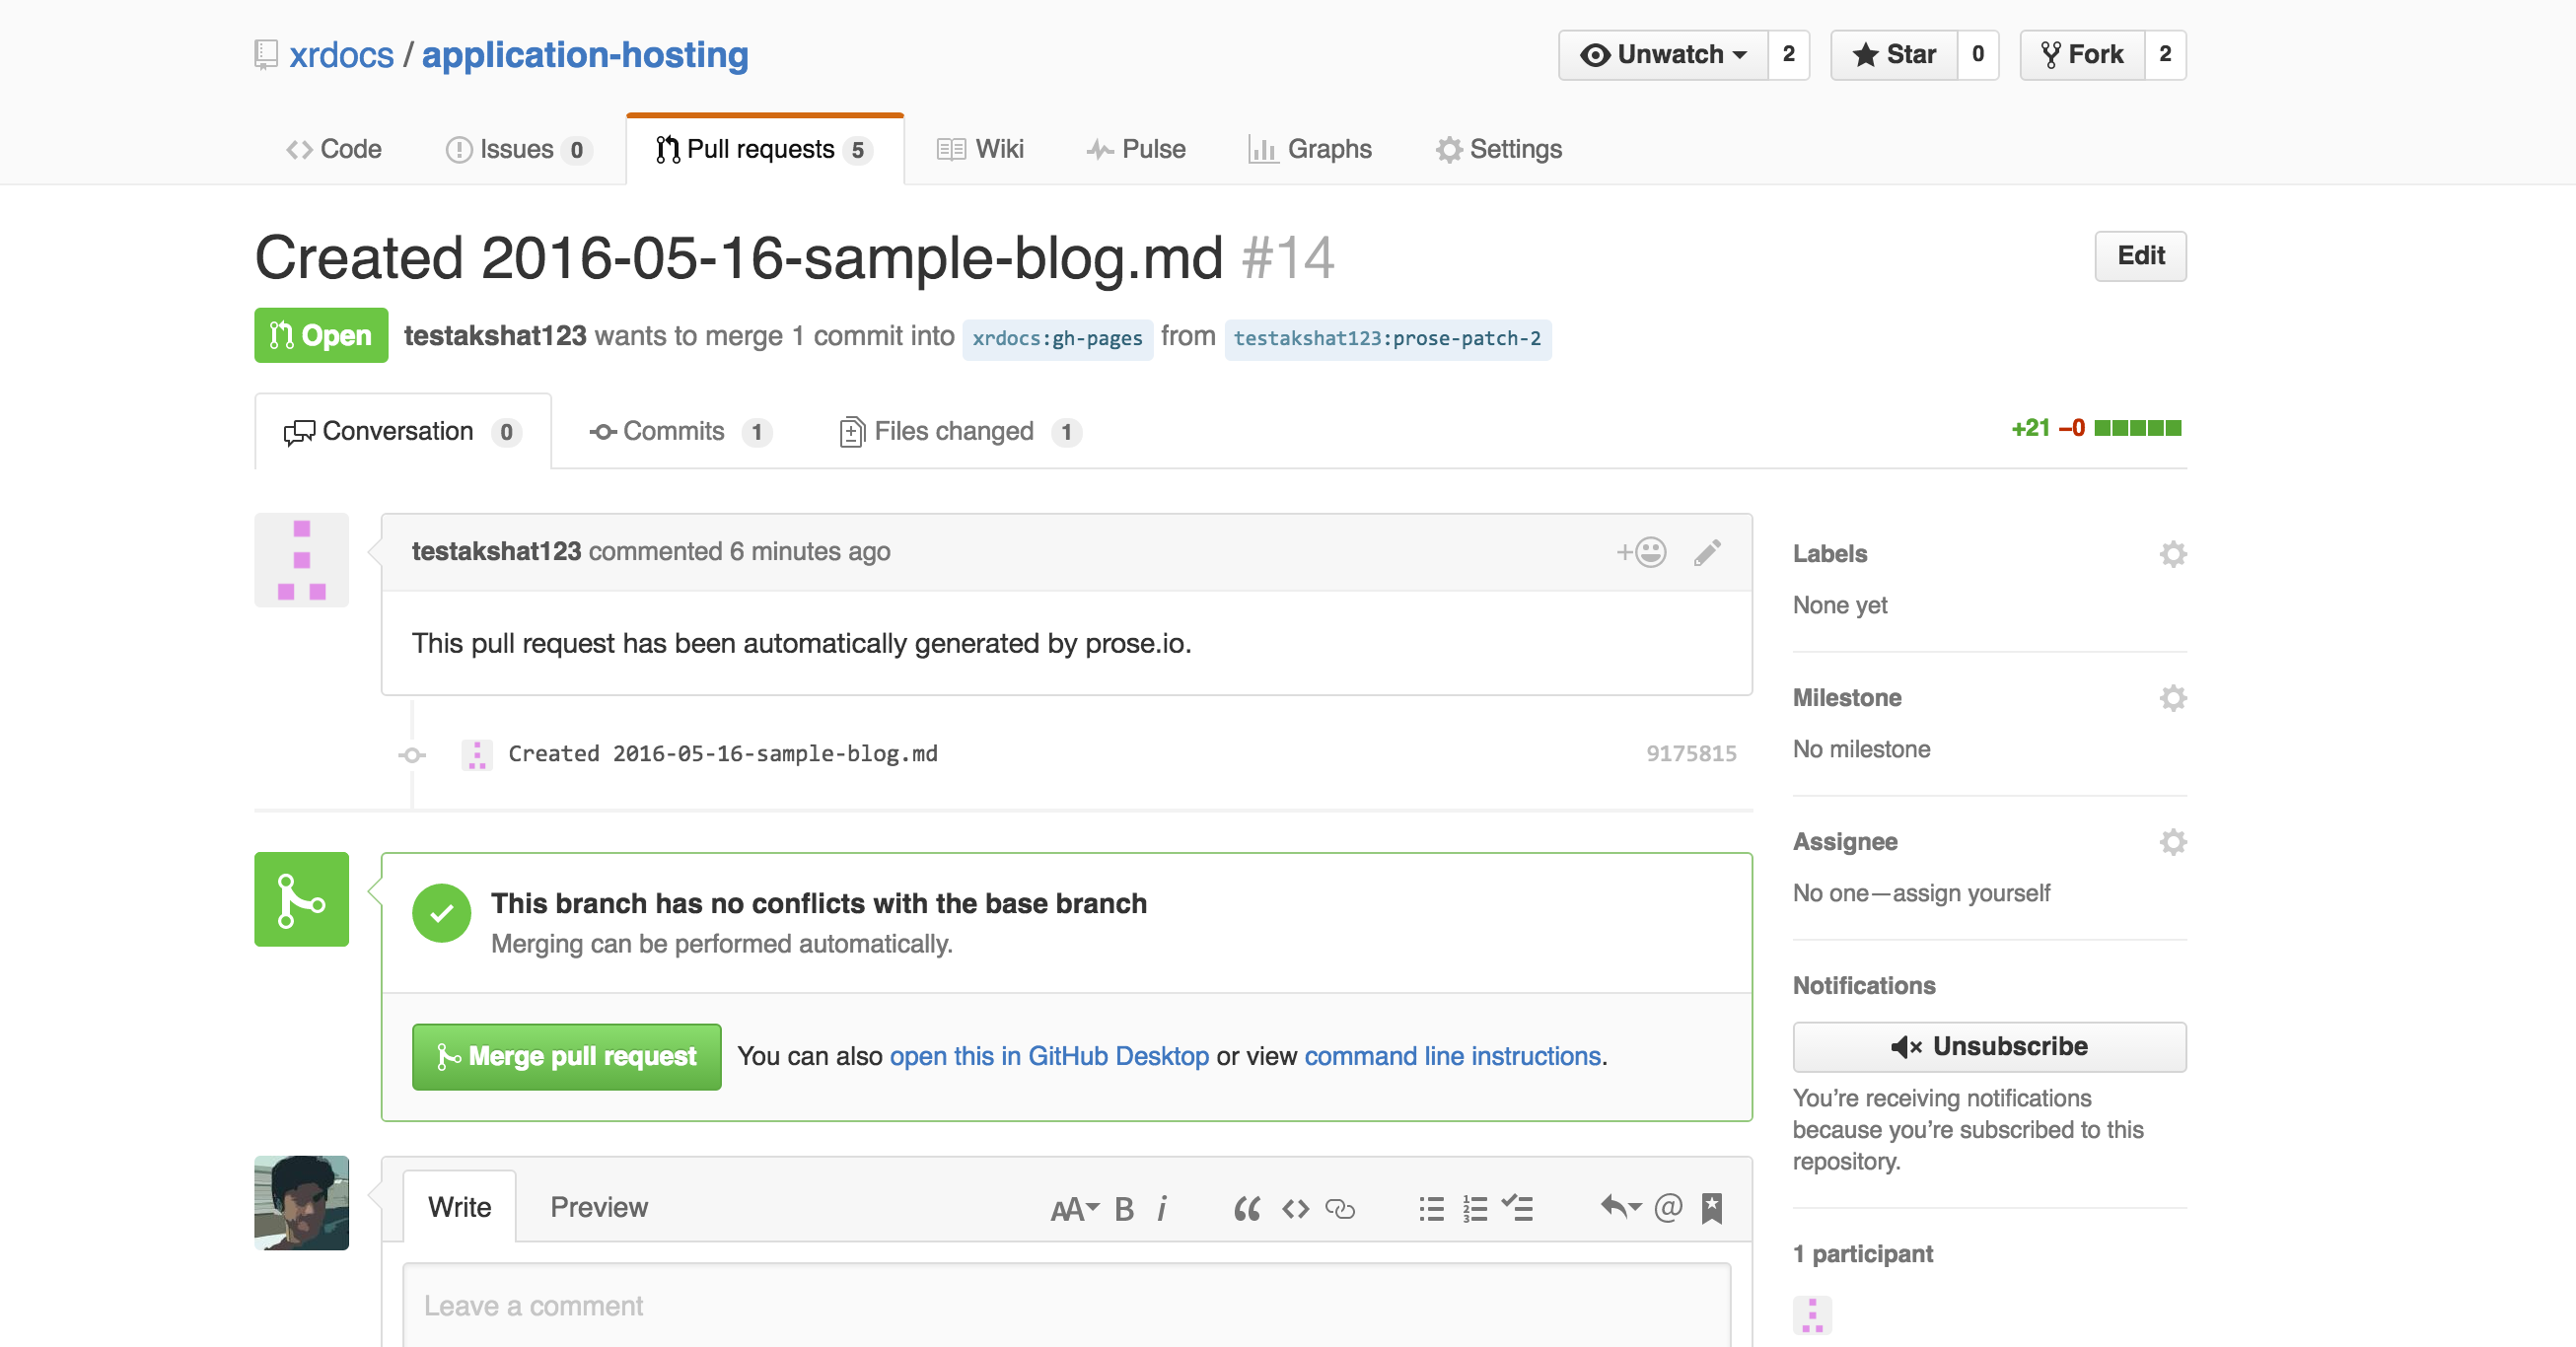 xrdocs / application-hosting
Unwatch 2 Star 0 Fork 2
Code Issues 0 Pull requests 5 Wiki Pulse Graphs Settings
Created 2016-05-16-sample-blog.md #14
Edit
Open testakshat123 wants to merge 1 commit into xrdocs:gh-pages from testakshat123:prose-patch-2
Conversation 0 Commits 1 Files changed 1
+21 −0
testakshat123 commented 6 minutes ago
This pull request has been automatically generated by prose.io.
Created 2016-05-16-sample-blog.md 9175815
This branch has no conflicts with the base branch
Merging can be performed automatically.
Merge pull request You can also open this in GitHub Desktop or view command line instructions.
Write Preview
AA B i
Leave a comment
Labels
None yet
Milestone
No milestone
Assignee
No one—assign yourself
Notifications
Unsubscribe
You’re receiving notifications
because you’re subscribed to this
repository.
1 participant